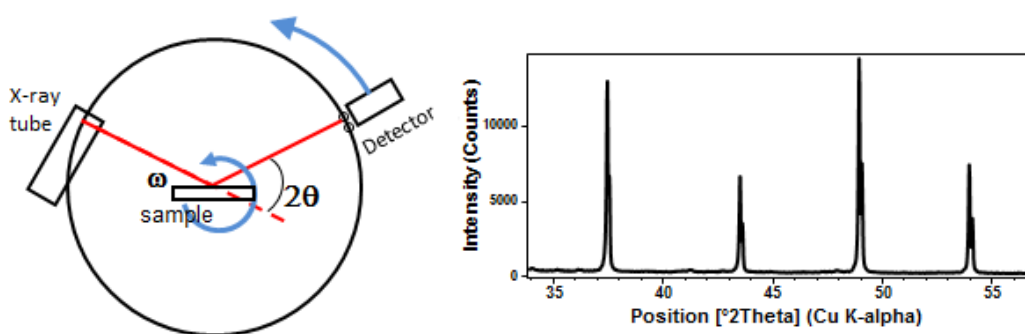 X-ray
tube
ω
sample
2θ
Detector
Intensity (Counts)
10000
5000
0
35
40
45
50
55
Position [°2Theta] (Cu K-alpha)